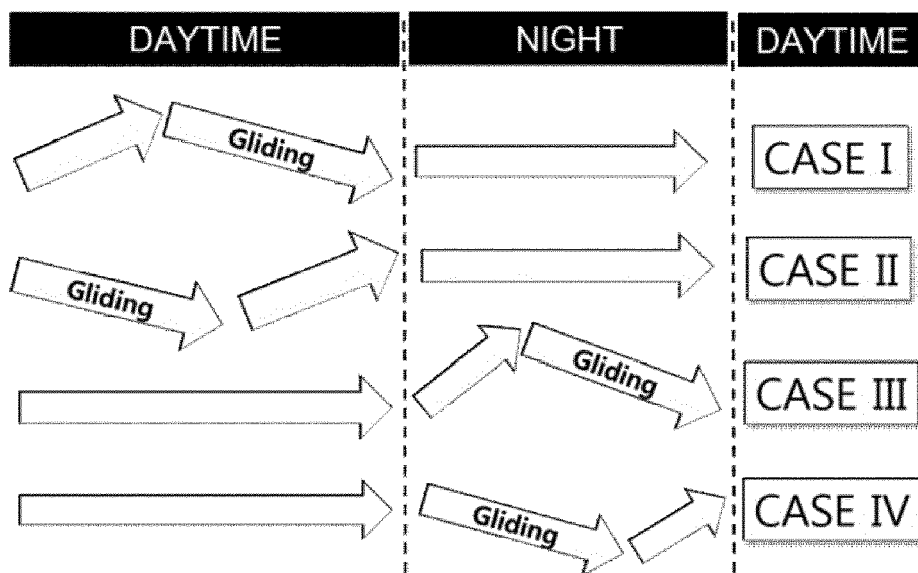 DAYTIME
NIGHT
DAYTIME
Gliding
CASE I
Gliding
CASE II
Gliding
CASE III
Gliding
CASE IV